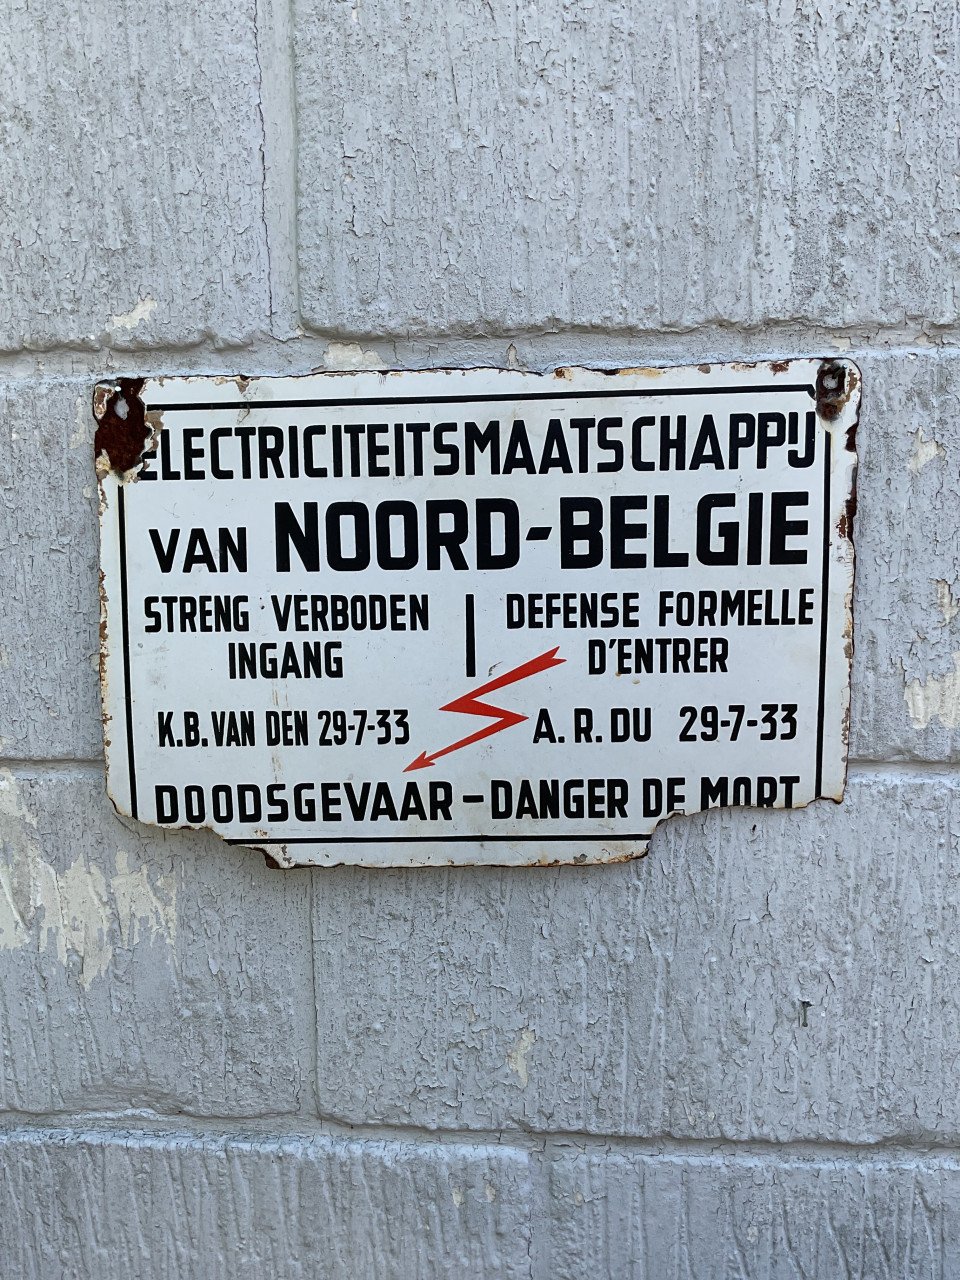 ELECTRICITEITSMAATSCHAPPIJ
VAN NOORD-BELGIE
STRENG VERBODEN INGANG
DEFENSE FORMELLE D'ENTRER
K.B. VAN DEN 29-7-33
A.R. DU 29-7-33
DOODSGEVAAR - DANGER DE MORT